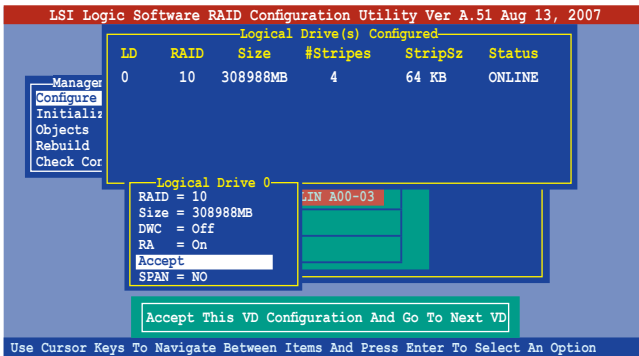 LSI Logic Software RAID Configuration Utility Ver A.51 Aug 13, 2007
Logical Drive(s) Configured
LD RAID Size #Stripes StripSz Status
0 10 308988MB 4 64 KB ONLINE
Managem
Configure
Initializ
Objects
Rebuild
Check Con
Logical Drive 0
RAID = 10
Size = 308988MB
DWC = Off
RA = On
Accept
SPAN = NO
LIN A00-03
Accept This VD Configuration And Go To Next VD
Use Cursor Keys To Navigate Between Items And Press Enter To Select An Option